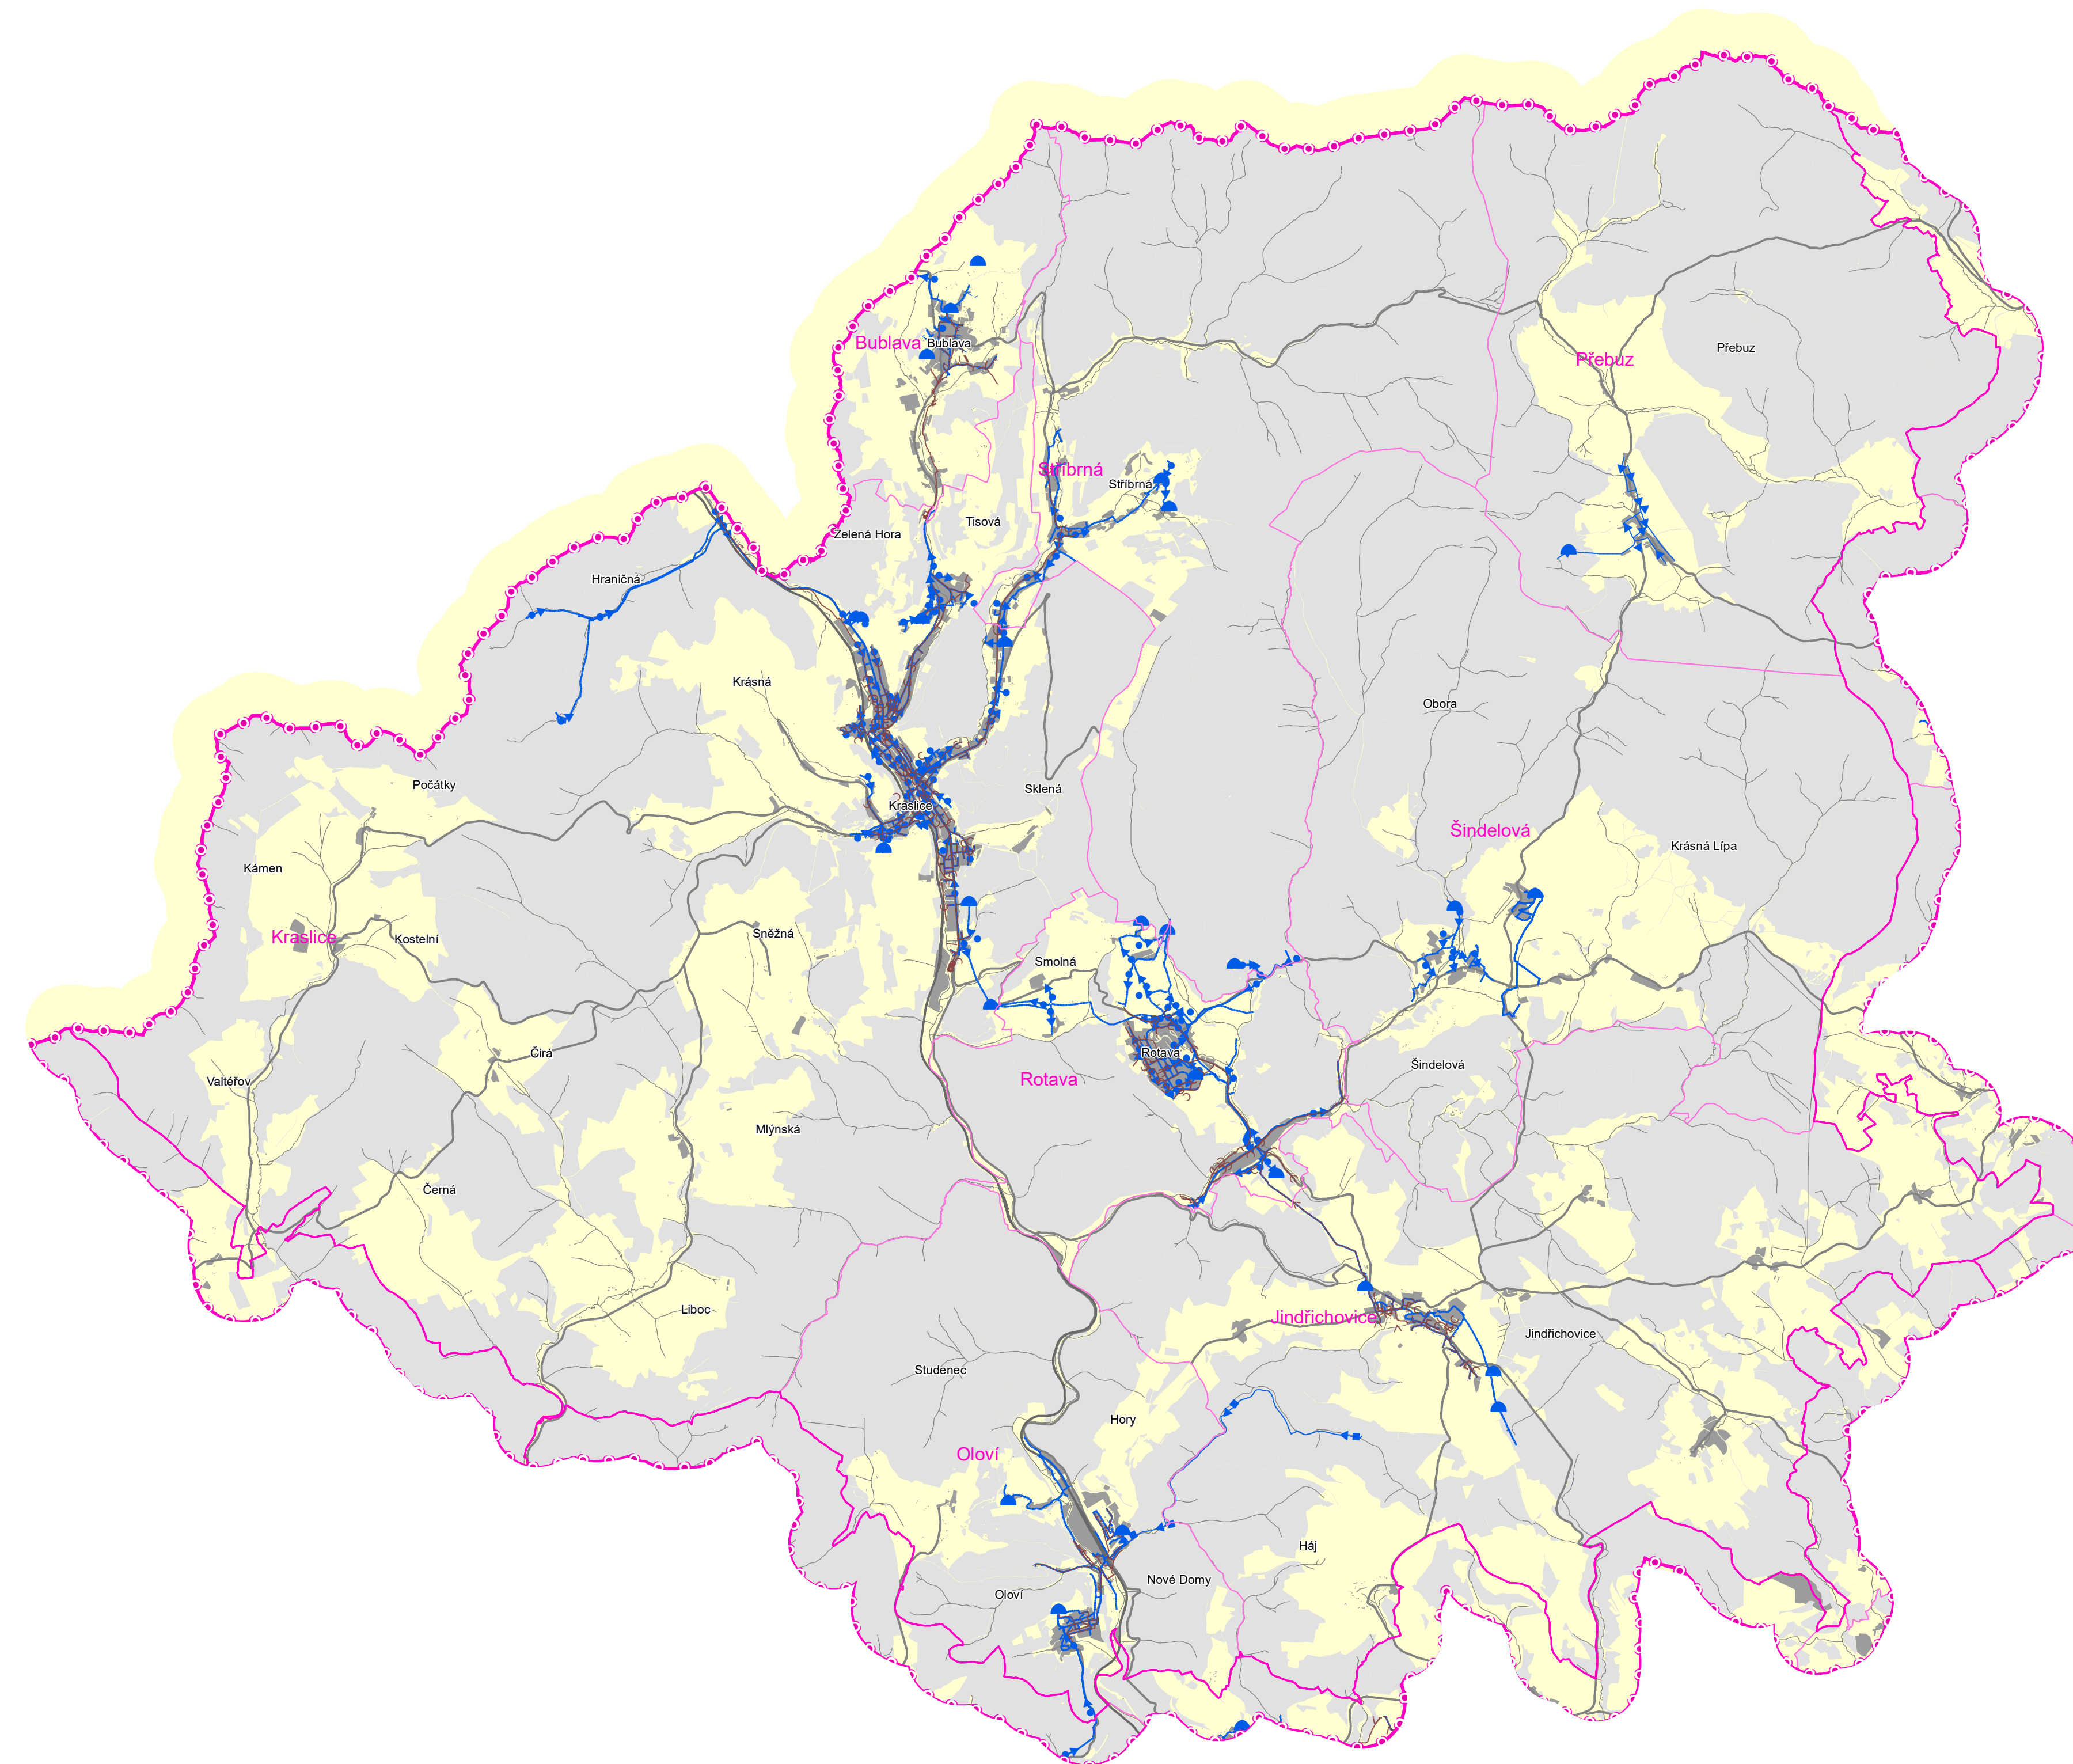 Bublava
Bublava
Přebuz
Přebuz
Stříbrná
Stříbrná
Tisová
Zelená Hora
Hraničná
Krásná
Obora
Počátky
Sklená
Kraslice
Šindelová
Krásná Lípa
Kámen
Sněžná
Kraslice
Kostelní
Smolná
Rotava
Čirá
Šindelová
Valtéřov
Rotava
Mlýnská
Černá
Liboc
Jindřichovice
Jindřichovice
Studenec
Hory
Oloví
Háj
Nové Domy
Oloví